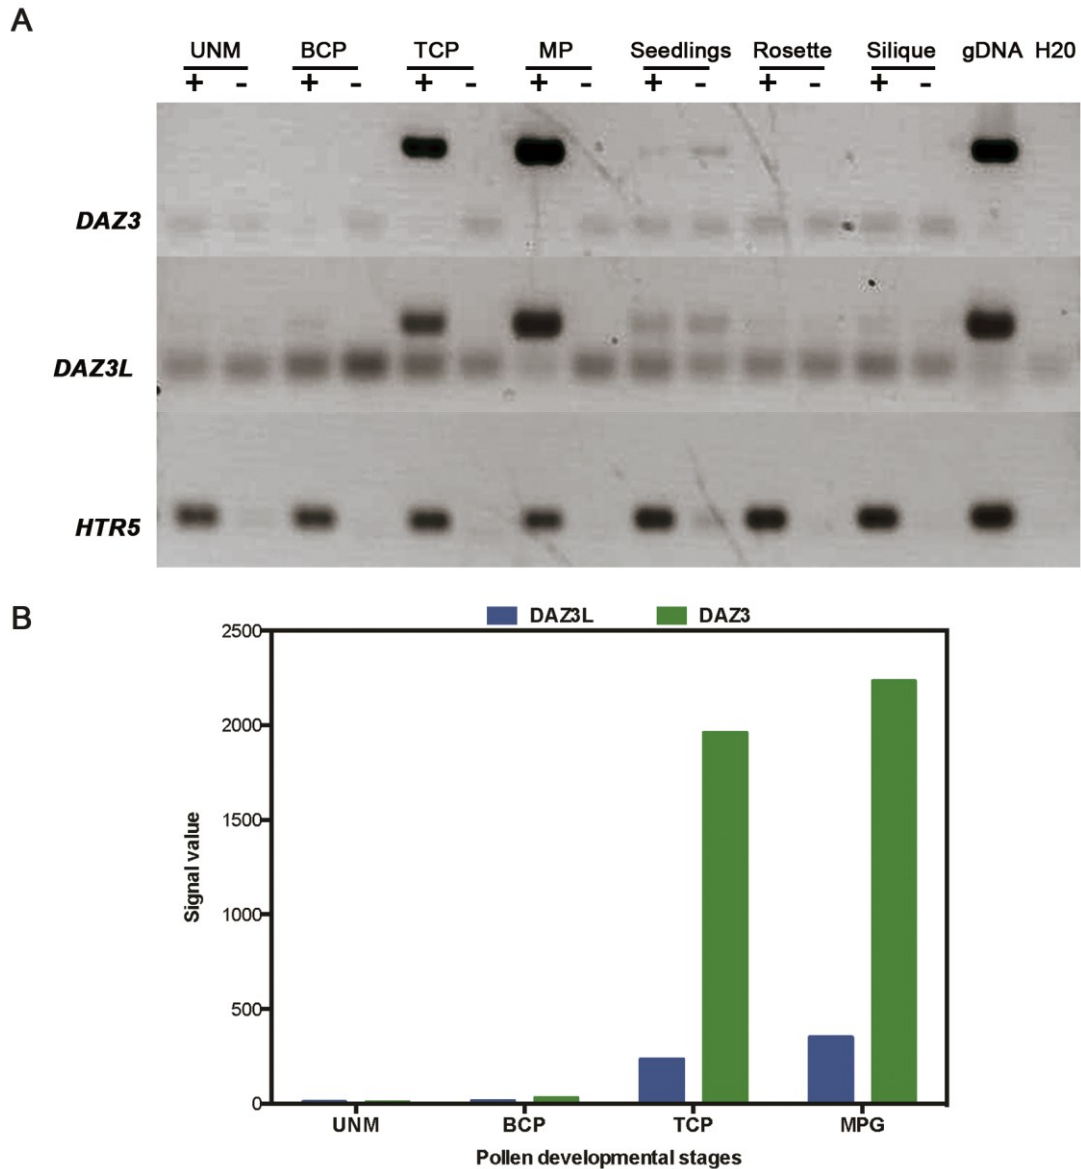 A
UNM BCP TCP MP Seedlings Rosette Silique gDNA H20
+ - + - + - + - + - + - + -
DAZ3
DAZ3L
HTR5
B
DAZ3L DAZ3
2500
2000
1500
1000
500
0
Signal value
UNM BCP TCP MPG
Pollen developmental stages